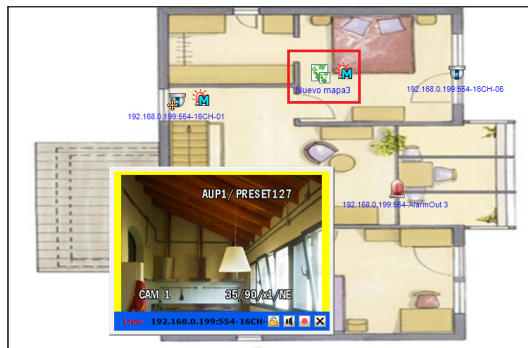 Nuevo mapa3
192.168.0.199:554-16CH-06
192.168.0.199:554-16CH-01
192.168.0.199:554-AlarmOut 3
AUP1/ PRESET127
CAM 1 35/90/x1/NE
Live 192.168.0.199:554-16CH-